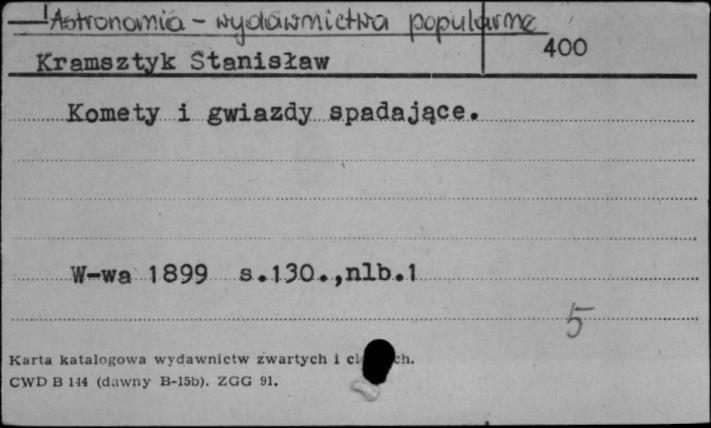 Astronomia - wydawnictwa popularne
400
Kramsztyk Stanisław
Komety i gwiazdy spadające.
W-wa 1899 s.130.,nlb.1
5
Karta katalogowa wydawnictw zwartych i
CWD B 144 (dawny B-15b). ZGG 91.